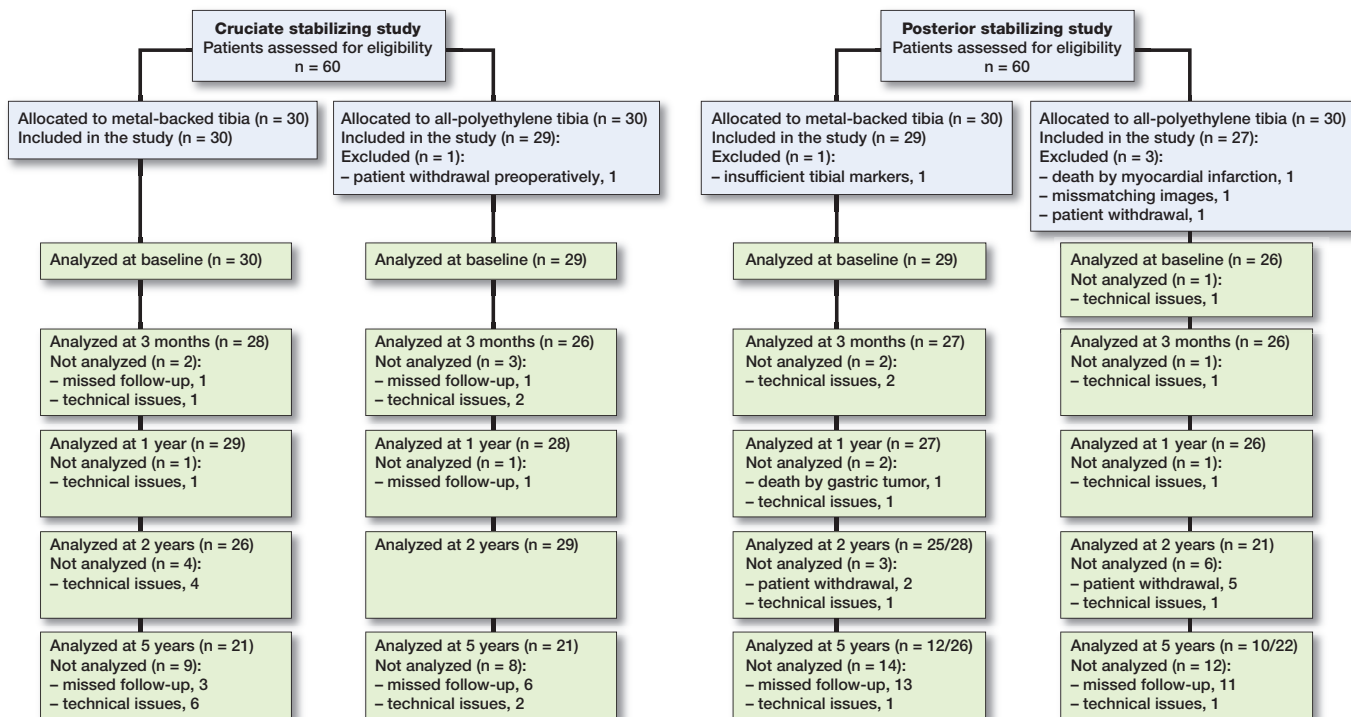 Cruciate stabilizing study
Patients assessed for eligibility
n = 60
Allocated to metal-backed tibia (n = 30)
Included in the study (n = 30)
Allocated to all-polyethylene tibia (n = 30)
Included in the study (n = 29):
Excluded (n = 1):
– patient withdrawal preoperatively, 1
Analyzed at baseline (n = 30)
Analyzed at baseline (n = 29)
Analyzed at 3 months (n = 28)
Not analyzed (n = 2):
– missed follow-up, 1
– technical issues, 1
Analyzed at 3 months (n = 26)
Not analyzed (n = 3):
– missed follow-up, 1
– technical issues, 2
Analyzed at 1 year (n = 29)
Not analyzed (n = 1):
– technical issues, 1
Analyzed at 1 year (n = 28)
Not analyzed (n = 1):
– missed follow-up, 1
Analyzed at 2 years (n = 26)
Not analyzed (n = 4):
– technical issues, 4
Analyzed at 2 years (n = 29)
Analyzed at 5 years (n = 21)
Not analyzed (n = 9):
– missed follow-up, 3
– technical issues, 6
Analyzed at 5 years (n = 21)
Not analyzed (n = 8):
– missed follow-up, 6
– technical issues, 2
Posterior stabilizing study
Patients assessed for eligibility
n = 60
Allocated to metal-backed tibia (n = 30)
Included in the study (n = 29)
Excluded (n = 1):
– insufficient tibial markers, 1
Allocated to all-polyethylene tibia (n = 30)
Included in the study (n = 27):
Excluded (n = 3):
– death by myocardial infarction, 1
– missmatching images, 1
– patient withdrawal, 1
Analyzed at baseline (n = 29)
Analyzed at baseline (n = 26)
Not analyzed (n = 1):
– technical issues, 1
Analyzed at 3 months (n = 27)
Not analyzed (n = 2):
– technical issues, 2
Analyzed at 3 months (n = 26)
Not analyzed (n = 1):
– technical issues, 1
Analyzed at 1 year (n = 27)
Not analyzed (n = 2):
– death by gastric tumor, 1
– technical issues, 1
Analyzed at 1 year (n = 26)
Not analyzed (n = 1):
– technical issues, 1
Analyzed at 2 years (n = 25/28)
Not analyzed (n = 3):
– patient withdrawal, 2
– technical issues, 1
Analyzed at 2 years (n = 21)
Not analyzed (n = 6):
– patient withdrawal, 5
– technical issues, 1
Analyzed at 5 years (n = 12/26)
Not analyzed (n = 14):
– missed follow-up, 13
– technical issues, 1
Analyzed at 5 years (n = 10/22)
Not analyzed (n = 12):
– missed follow-up, 11
– technical issues, 1